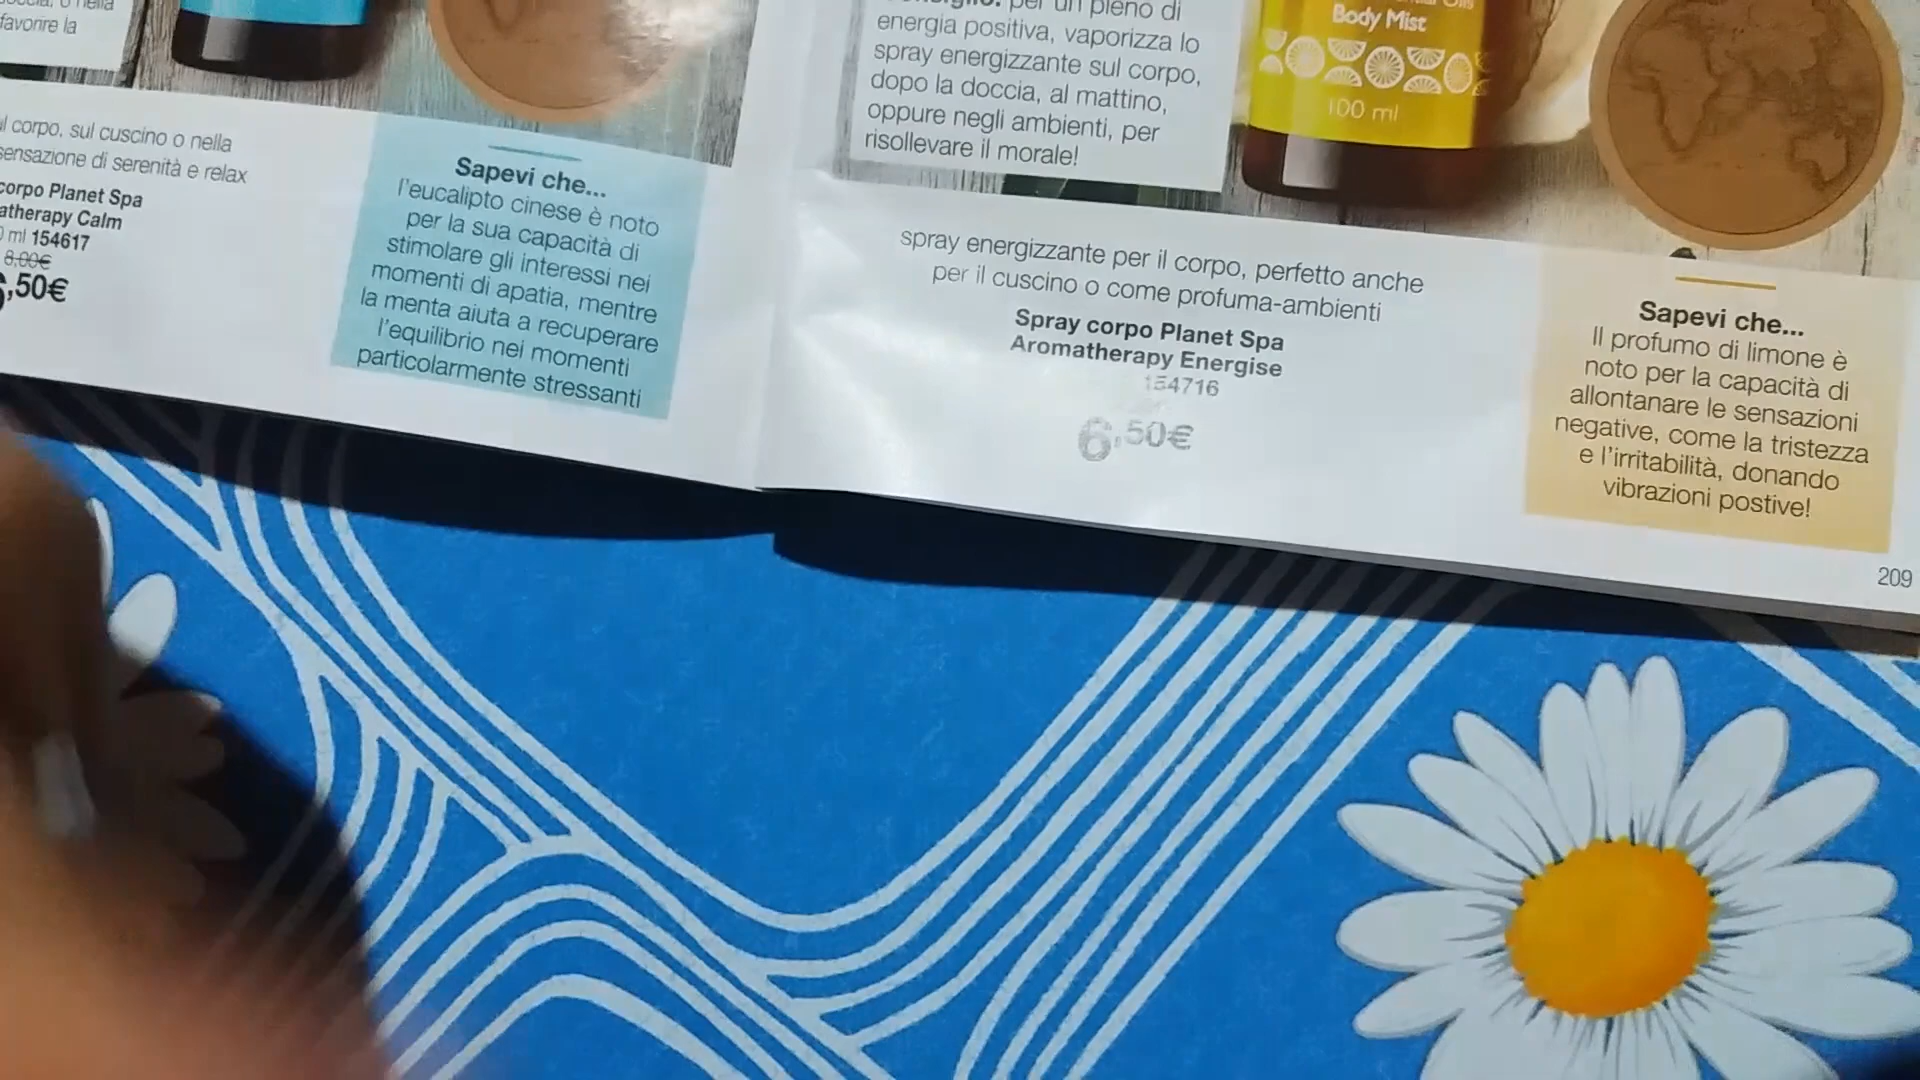 favorire la
l corpo, sul cuscino o nella
sensazione di serenità e relax
corpo Planet Spa
atherapy Calm
ml 154617
8,00€
,50€
Sapevi che...
l'eucalipto cinese è noto
per la sua capacità di
stimolare gli interessi nei
momenti di apatia, mentre
la menta aiuta a recuperare
l'equilibrio nei momenti
particolarmente stressanti
per un pieno di
energia positiva, vaporizza lo
spray energizzante sul corpo,
dopo la doccia, al mattino,
oppure negli ambienti, per
risollevare il morale!
Body Mist
100 ml
spray energizzante per il corpo, perfetto anche
per il cuscino o come profuma-ambienti
Spray corpo Planet Spa
Aromatherapy Energise
154716
6,50€
Sapevi che...
Il profumo di limone è
noto per la capacità di
allontanare le sensazioni
negative, come la tristezza
e l'irritabilità, donando
vibrazioni postive!
209